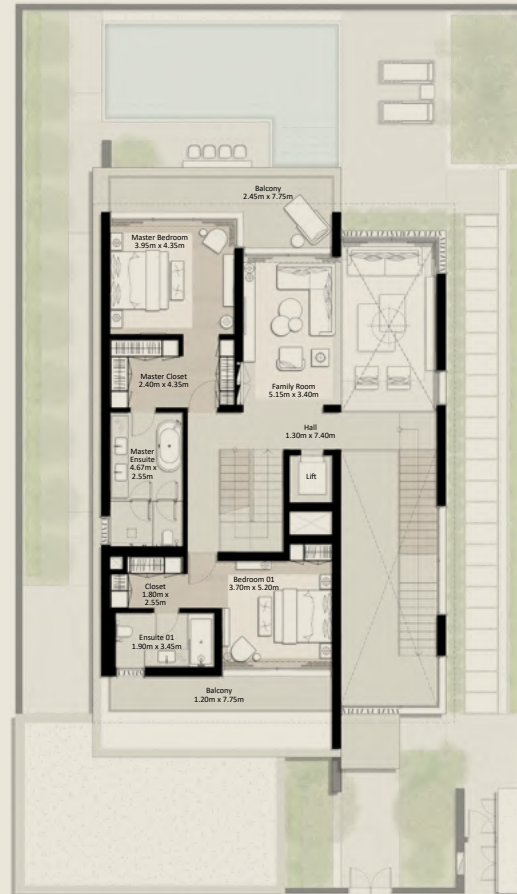 Balcony
2.45m x 7.75m
Master Bedroom
3.95m x 4.35m
Master Closet
2.40m x 4.35m
Family Room
5.15m x 3.40m
Hall
1.30m x 7.40m
Master
Ensuite
4.67m x
2.55m
Lift
Closet
1.80m x
2.55m
Bedroom 01
3.70m x 5.20m
Ensuite 01
1.90m x 3.45m
Balcony
1.20m x 7.75m